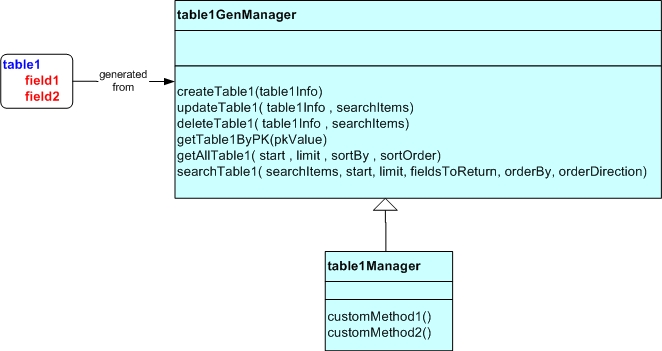 table1GenManager
table1
field1
field2
generated
from
createTable1(table1Info)
updateTable1( table1Info , searchItems)
deleteTable1( table1Info , searchItems)
getTable1ByPK(pkValue)
getAllTable1( start , limit , sortBy , sortOrder)
searchTable1( searchItems, start, limit, fieldsToReturn, orderBy, orderDirection)
table1Manager
customMethod1()
customMethod2()